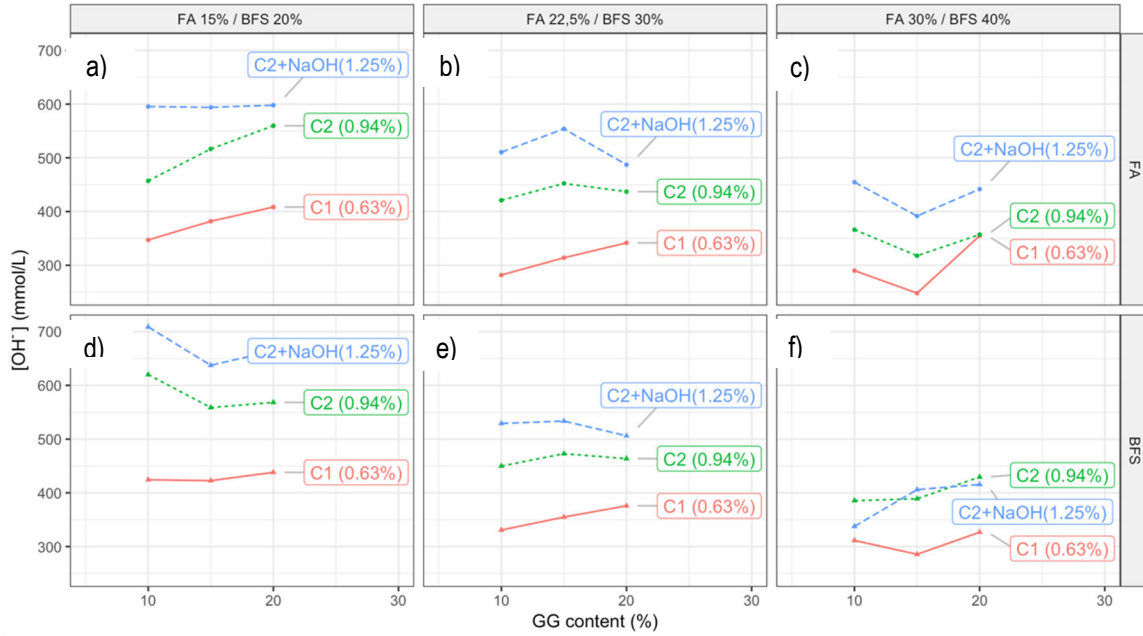 FA 15% / BFS 20%
FA 22,5% / BFS 30%
FA 30% / BFS 40%
a)
C2+NaOH(1.25%)
C2 (0.94%)
C1 (0.63%)
b)
C2+NaOH(1.25%)
C2 (0.94%)
C1 (0.63%)
c)
C2+NaOH(1.25%)
C2 (0.94%)
C1 (0.63%)
FA
700
600
500
400
300
[OH⁻] (mmol/L)
d)
C2+NaOH(1.25%)
C2 (0.94%)
C1 (0.63%)
e)
C2+NaOH(1.25%)
C2 (0.94%)
C1 (0.63%)
f)
C2 (0.94%)
C2+NaOH(1.25%)
C1 (0.63%)
BFS
700
600
500
400
300
10 20 30
10 20 30
10 20 30
GG content (%)